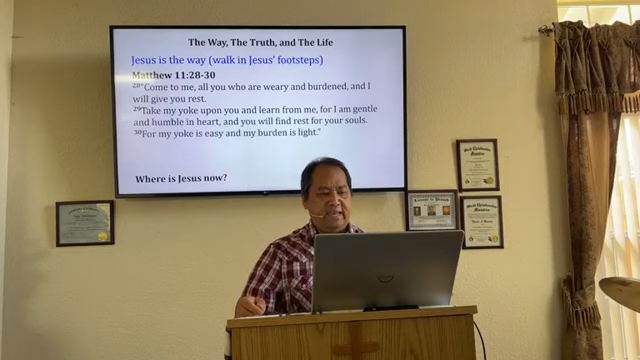 The Way, The Truth, and The Life
Jesus is the way (walk in Jesus' footsteps)
Matthew 11:28-30
28"Come to me, all you who are weary and burdened, and I
will give you rest.
29Take my yoke upon you and learn from me, for I am gentle
and humble in heart, and you will find rest for your souls.
30For my yoke is easy and my burden is light."
Where is Jesus now?
DELL